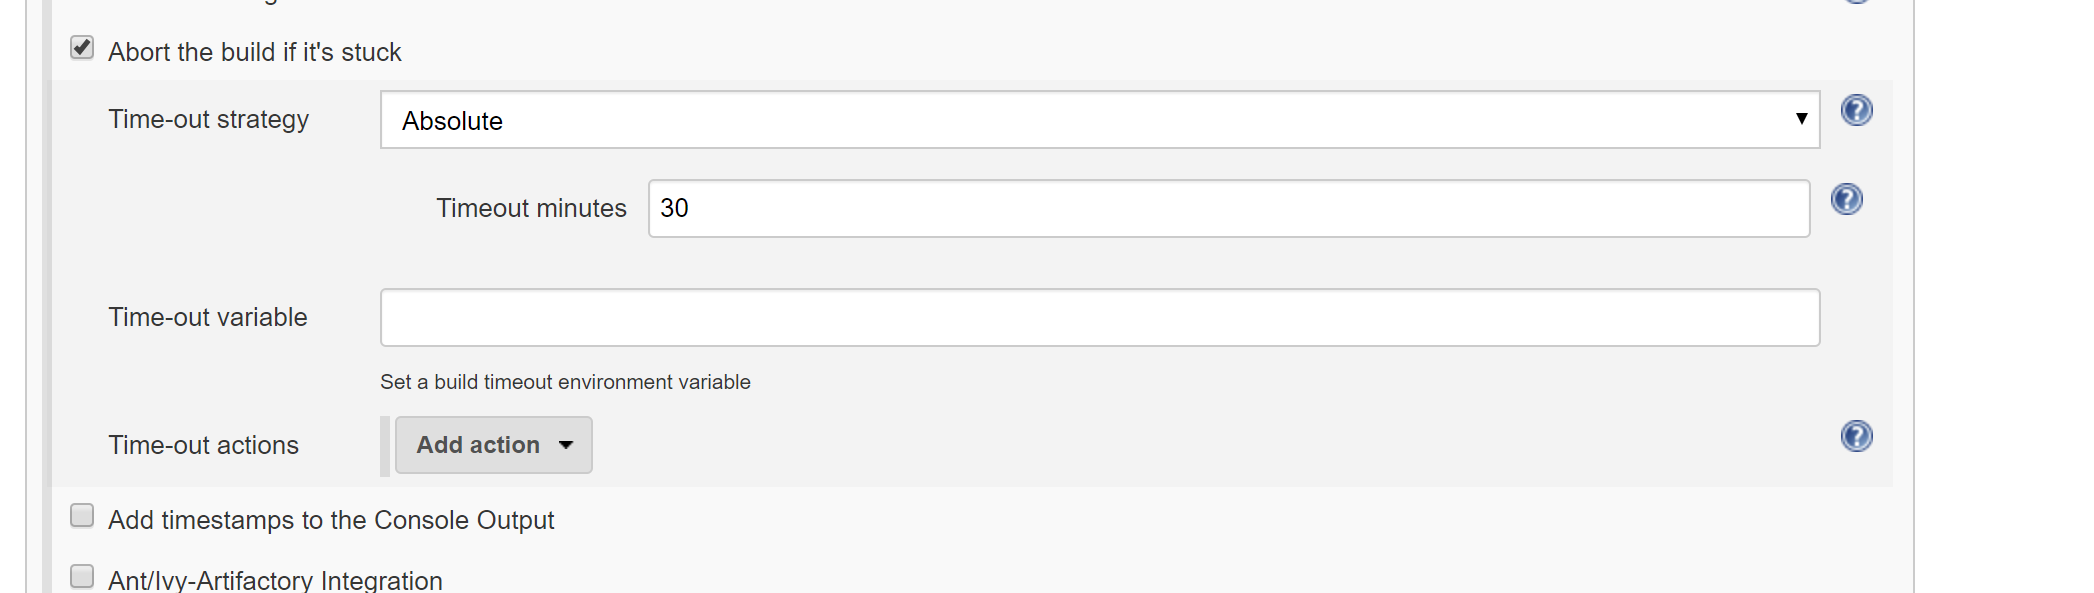 Abort the build if it's stuck
Time-out strategy
Absolute
Timeout minutes
30
Time-out variable
Set a build timeout environment variable
Time-out actions
Add action
Add timestamps to the Console Output
Ant/Ivy-Artifactory Integration